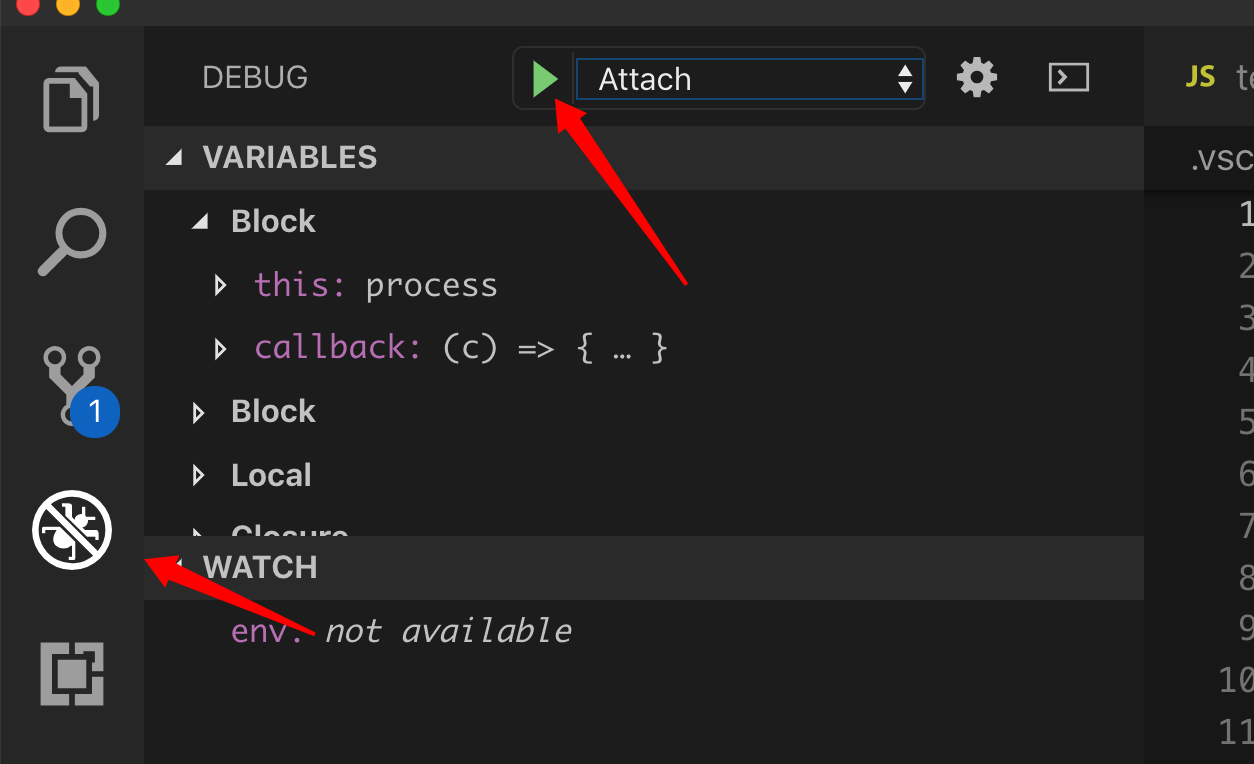 DEBUG
Attach
JS te
VARIABLES
.vsc
Block
this: process
callback: (c) => { … }
Block
Local
Closure
WATCH
env: not available
1
1
2
3
4
5
6
7
8
9
10
11